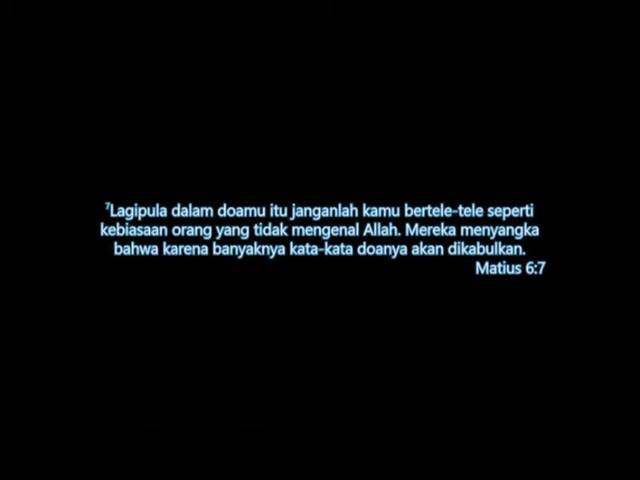 ⁷Lagipula dalam doamu itu janganlah kamu bertele-tele seperti
kebiasaan orang yang tidak mengenal Allah. Mereka menyangka
bahwa karena banyaknya kata-kata doanya akan dikabulkan.
Matius 6:7